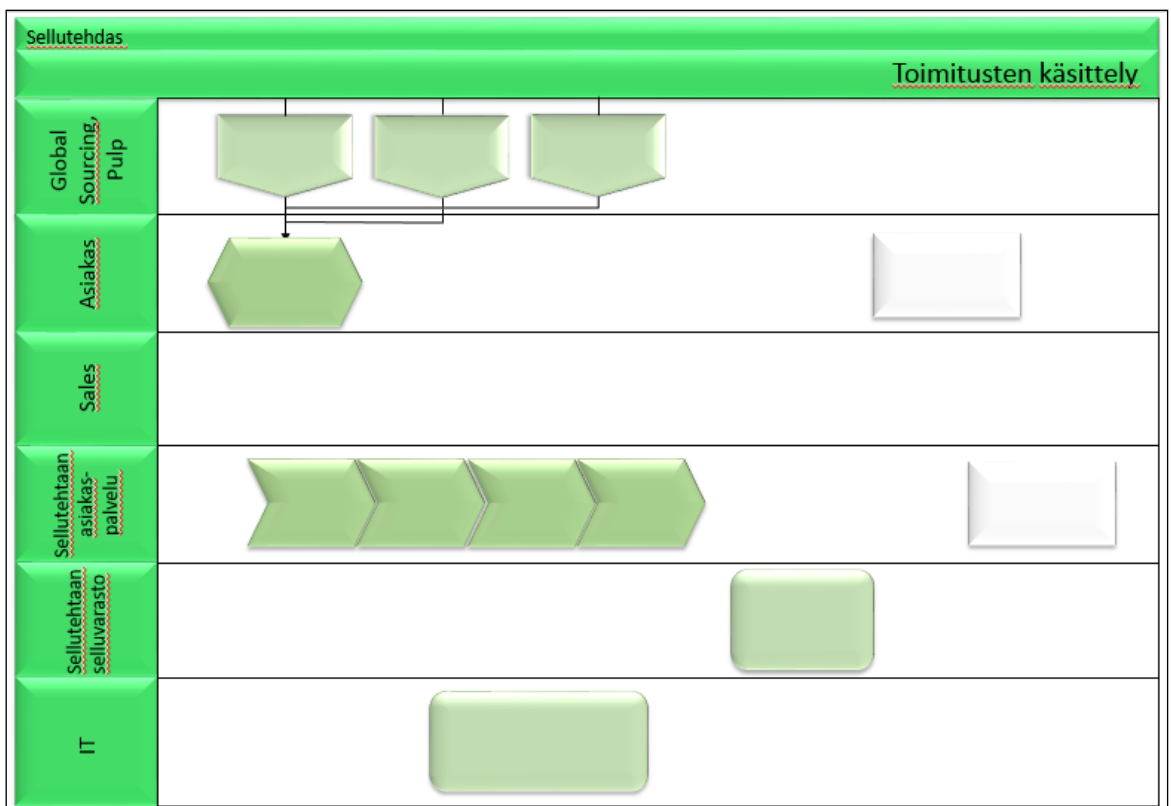 Sellutehdas
Toimitusten käsittely
Global
Sourcing,
Pulp
Asiakas
Sales
Sellutehtaan
asiakas-
palvelu
Sellutehtaan
selluvarasto
IT